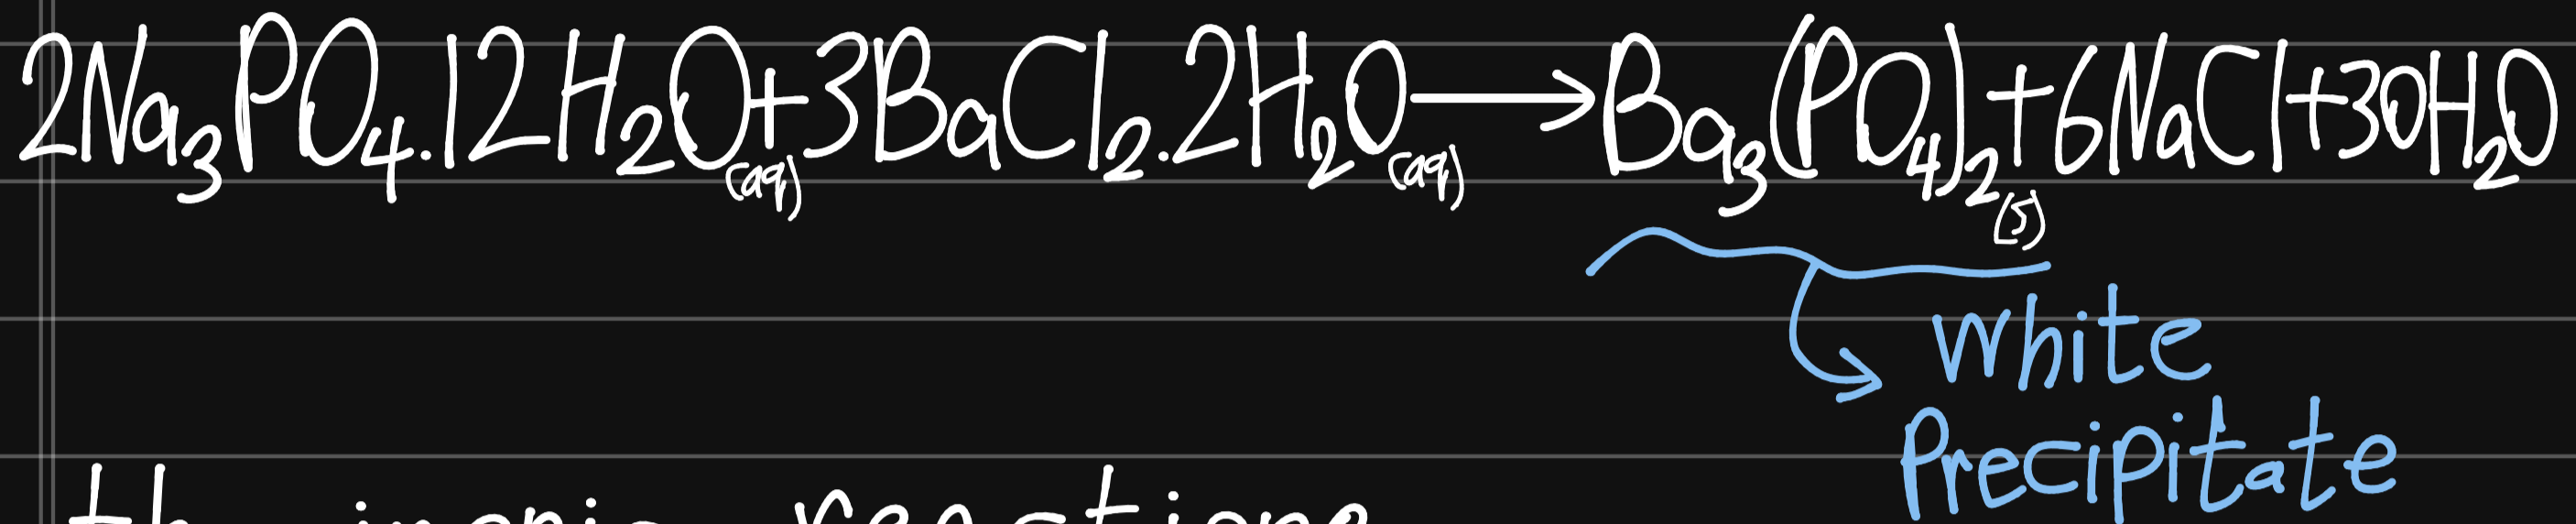 2Na₃PO₄.12H₂O(aq)+3BaCl₂.2H₂O(aq)→Ba₃(PO₄)₂(s)+6NaCl+30H₂O
white
Precipitate